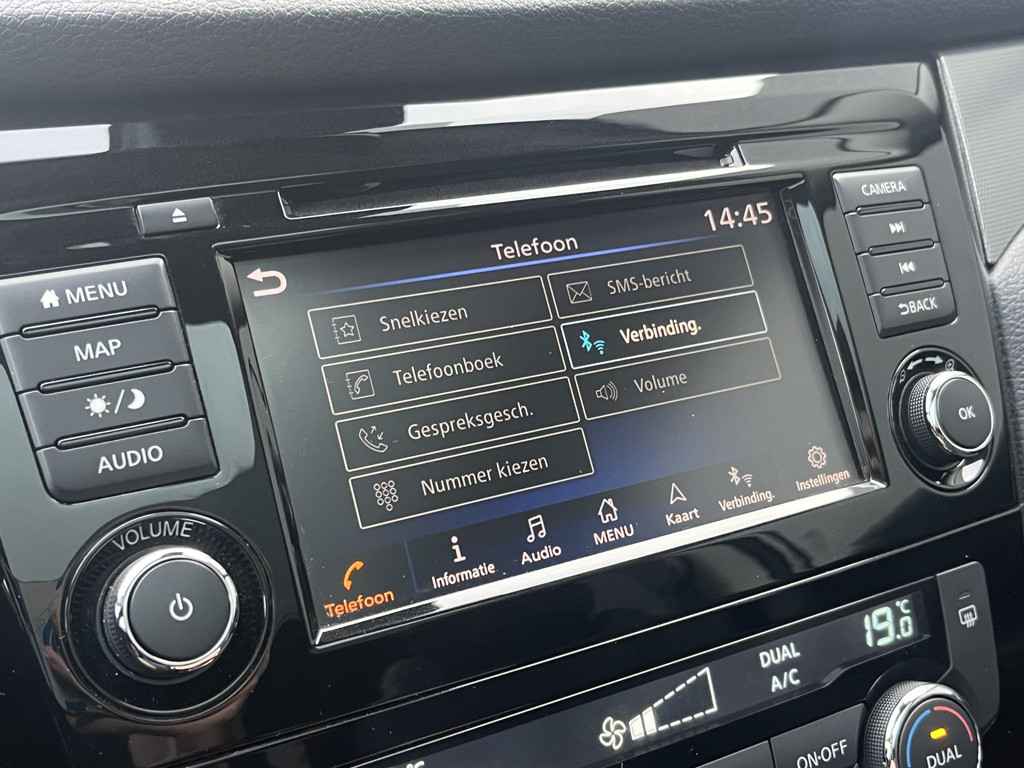 CAMERA
14:45
Telefoon
MENU
MAP
AUDIO
VOLUME
Snelkiezen
SMS-bericht
Telefoonboek
Verbinding.
Gespreksgesch.
Volume
Nummer kiezen
Telefoon
Informatie
Audio
MENU
Kaart
Verbinding.
Instellingen
BACK
OK
DUAL
A/C
19.0 °C
°C
ON·OFF
DUAL